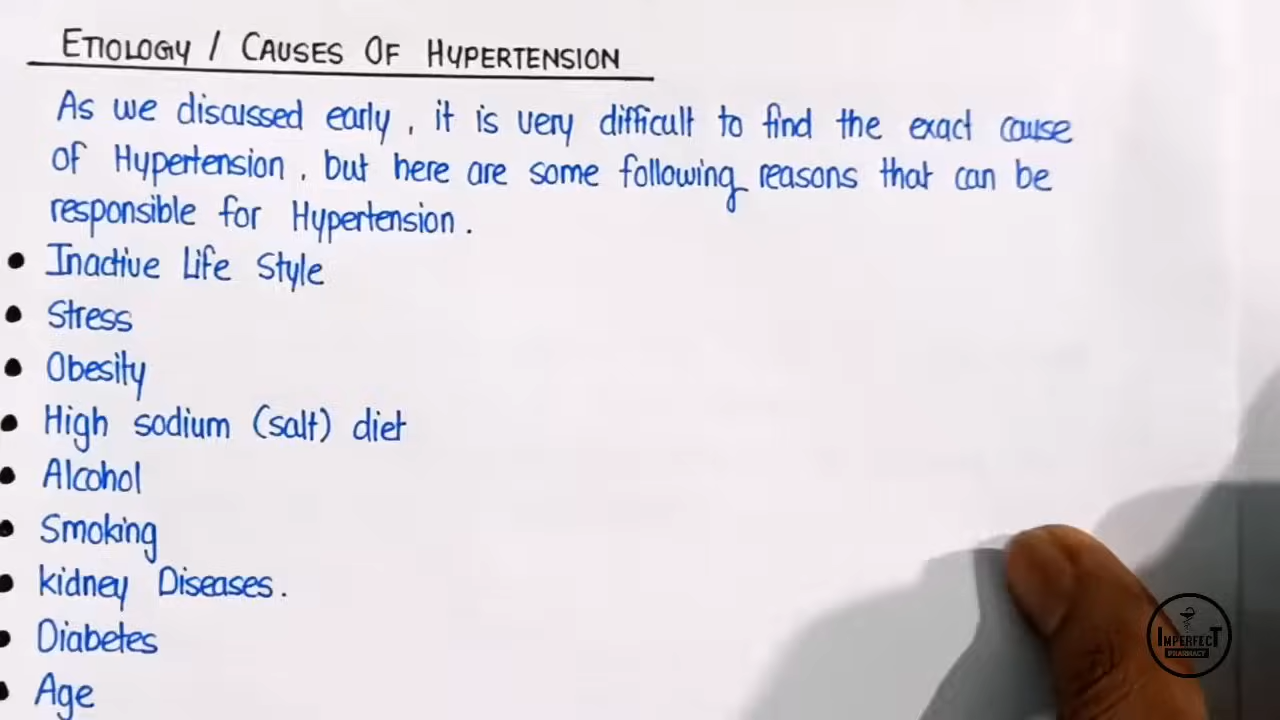 ETIOLOGY / CAUSES OF HYPERTENSION
As we discussed early, it is very difficult to find the exact cause
of Hypertension, but here are some following reasons that can be
responsible for Hypertension.
• Inactive Life Style
• Stress
• Obesity
• High sodium (salt) diet
• Alcohol
• Smoking
• Kidney Diseases.
• Diabetes
• Age
IMPERFECT
PHARMACY